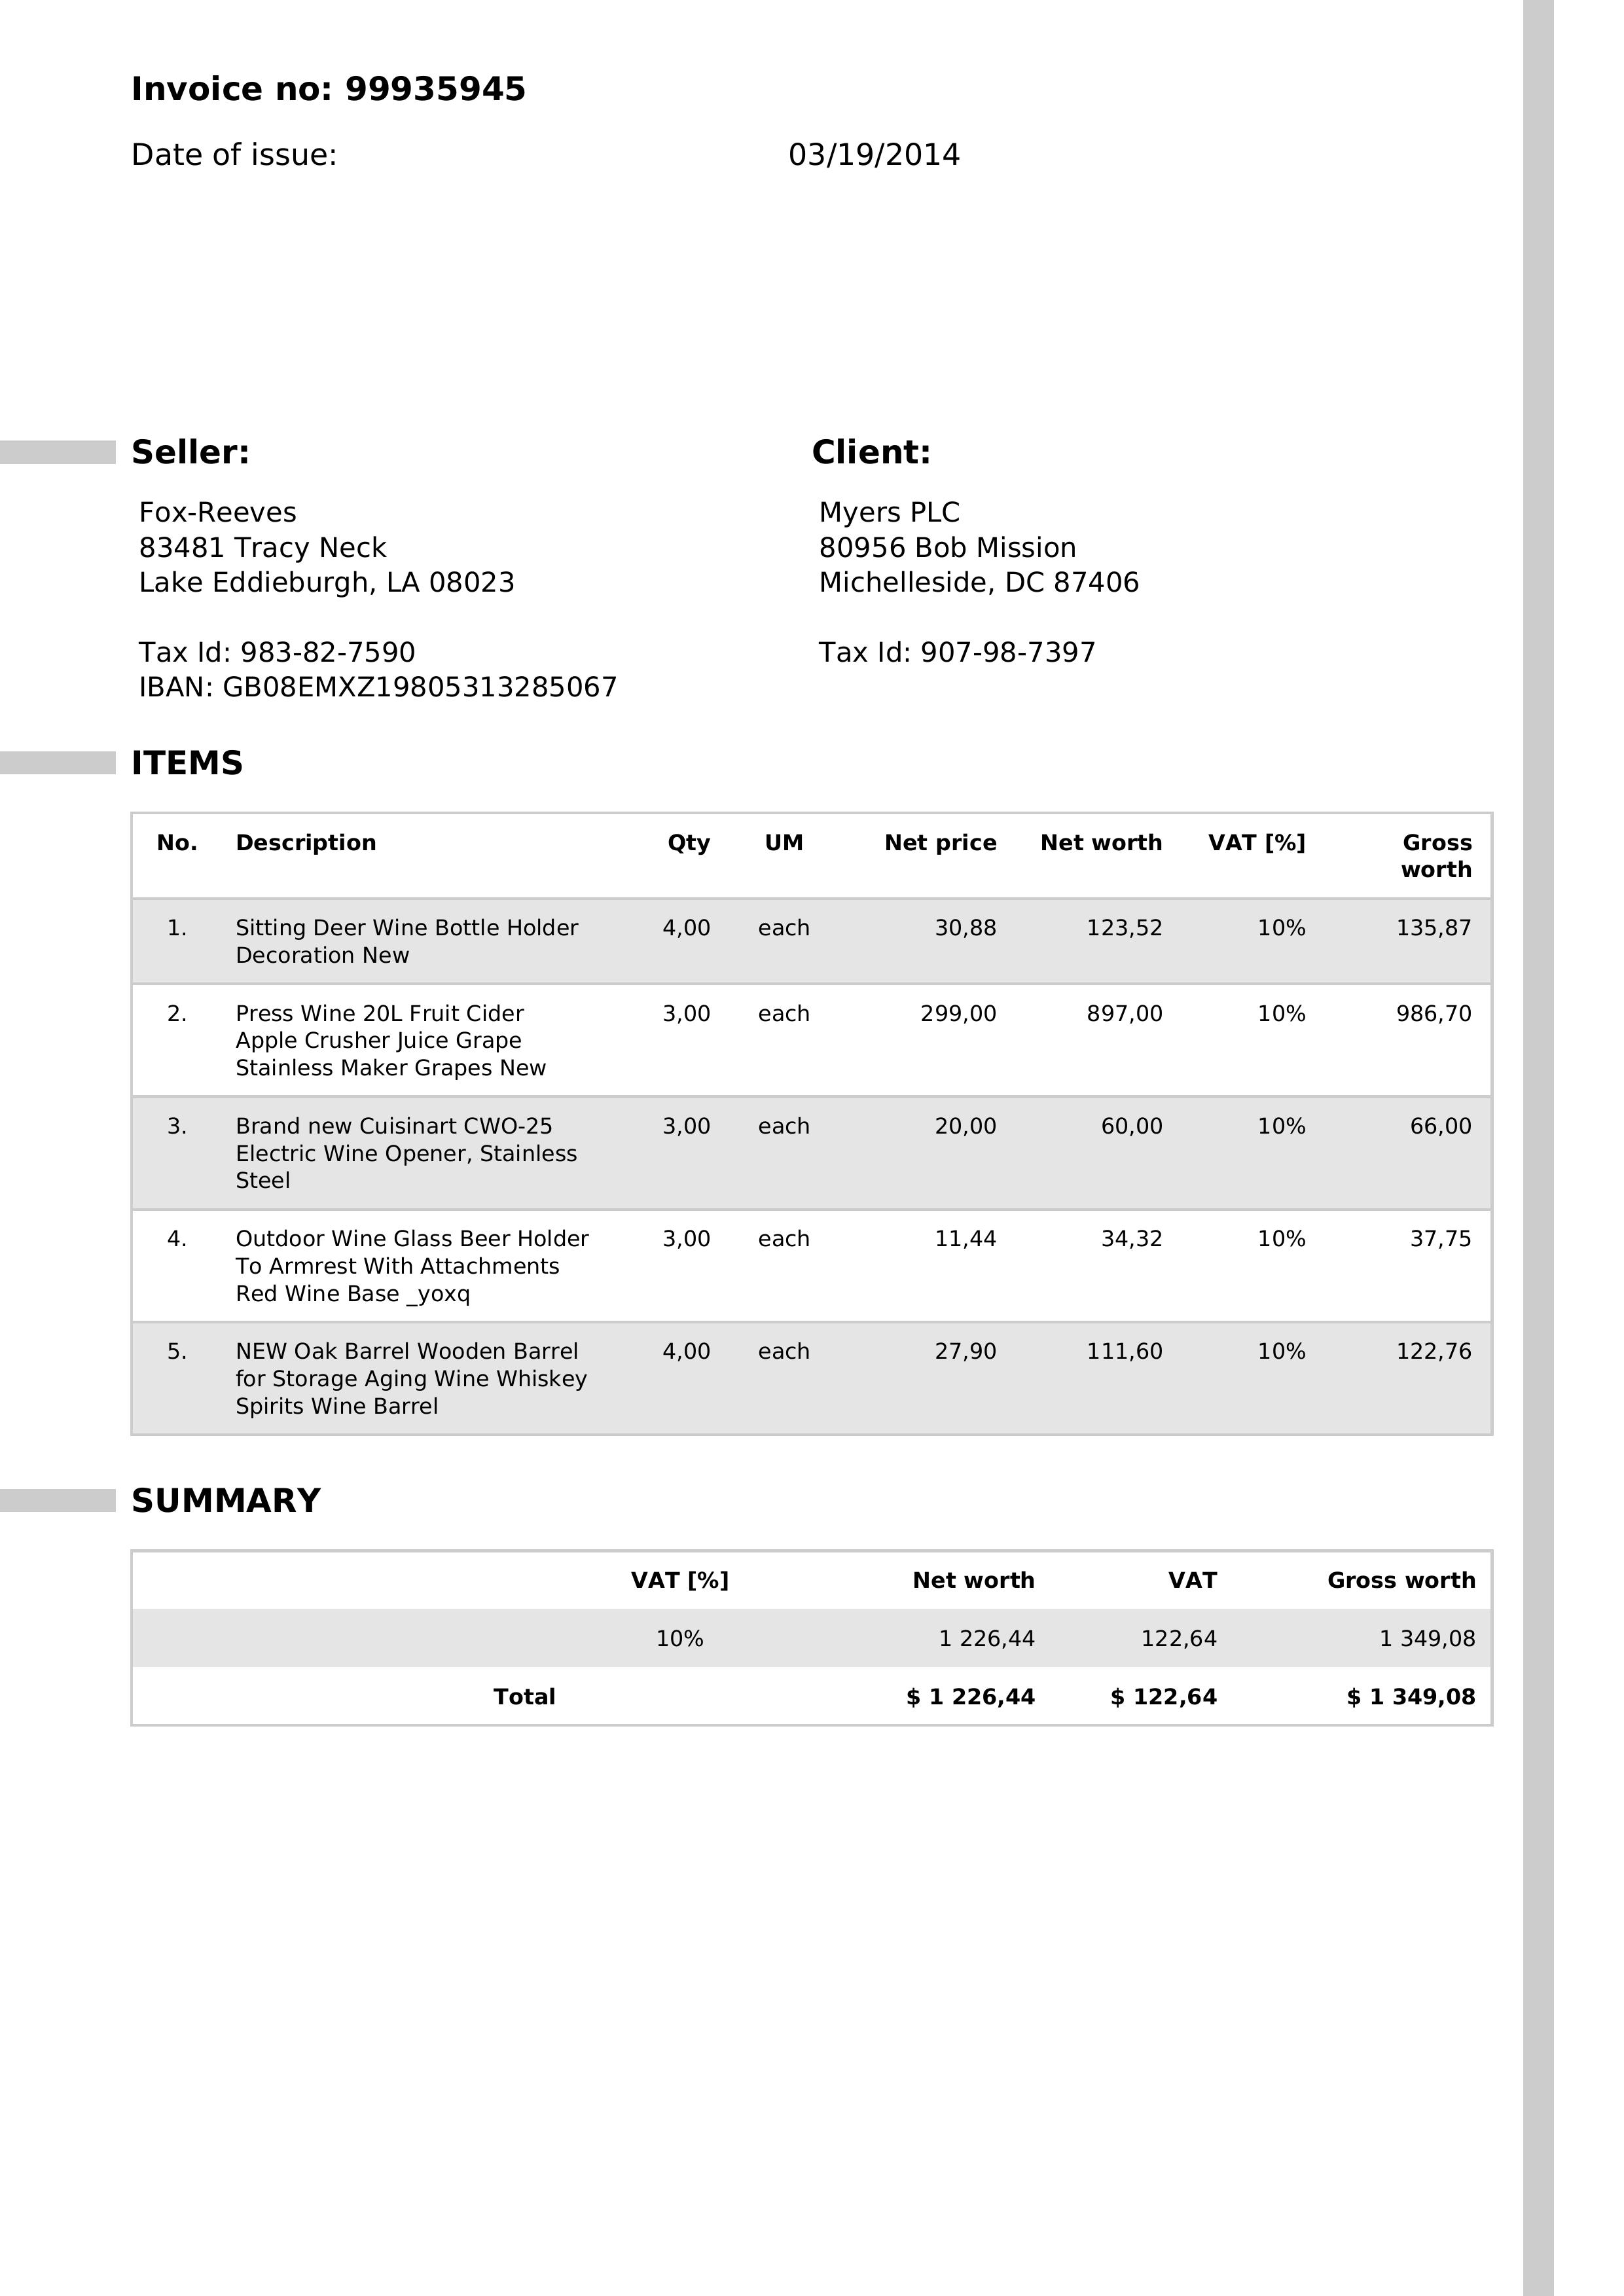 Invoice no: 99935945
Date of issue: 03/19/2014
Seller:
Fox-Reeves
83481 Tracy Neck
Lake Eddieburgh, LA 08023
Tax Id: 983-82-7590
IBAN: GB08EMXZ19805313285067
Client:
Myers PLC
80956 Bob Mission
Michelleside, DC 87406
Tax Id: 907-98-7397
ITEMS
No. Description Qty UM Net price Net worth VAT [%] Gross
worth
1. Sitting Deer Wine Bottle Holder 4,00 each 30,88 123,52 10% 135,87
Decoration New
2. Press Wine 20L Fruit Cider 3,00 each 299,00 897,00 10% 986,70
Apple Crusher Juice Grape
Stainless Maker Grapes New
3. Brand new Cuisinart CWO-25 3,00 each 20,00 60,00 10% 66,00
Electric Wine Opener, Stainless
Steel
4. Outdoor Wine Glass Beer Holder 3,00 each 11,44 34,32 10% 37,75
To Armrest With Attachments
Red Wine Base _yoxq
5. NEW Oak Barrel Wooden Barrel 4,00 each 27,90 111,60 10% 122,76
for Storage Aging Wine Whiskey
Spirits Wine Barrel
SUMMARY
VAT [%] Net worth VAT Gross worth
10% 1 226,44 122,64 1 349,08
Total $ 1 226,44 $ 122,64 $ 1 349,08